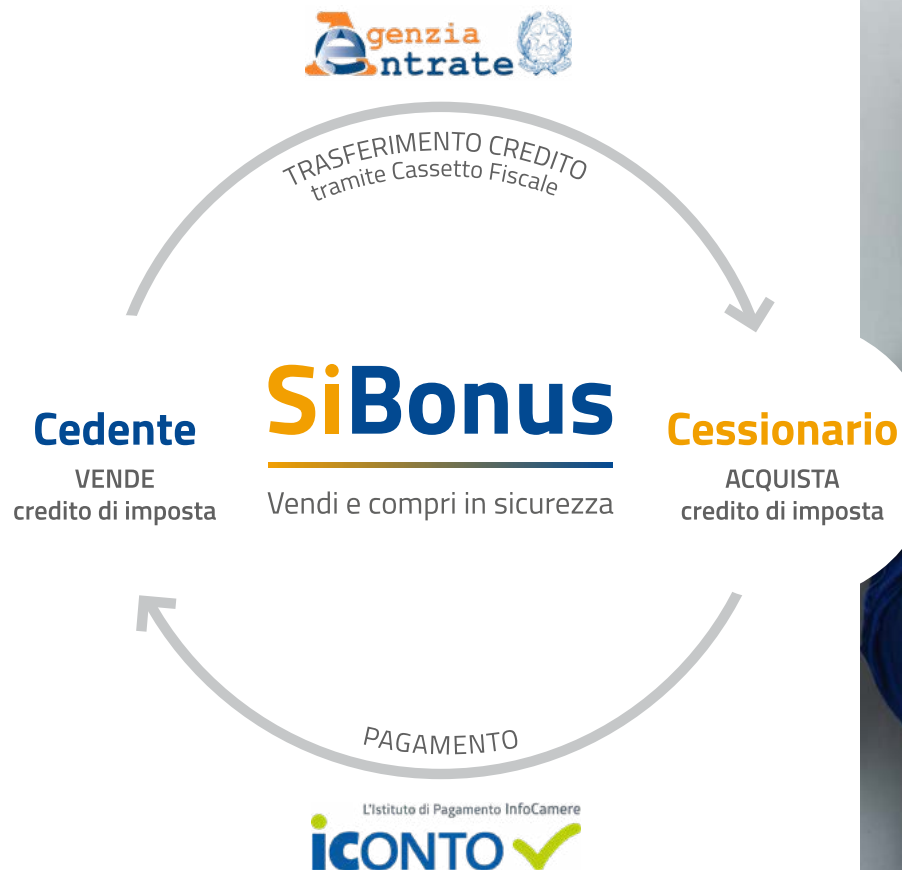 Agenzia
Entrate
TRASFERIMENTO CREDITO
tramite Cassetto Fiscale
SiBonus
Vendi e compri in sicurezza
Cedente
VENDE
credito di imposta
Cessionario
ACQUISTA
credito di imposta
PAGAMENTO
L'Istituto di Pagamento InfoCamere
iCONTO